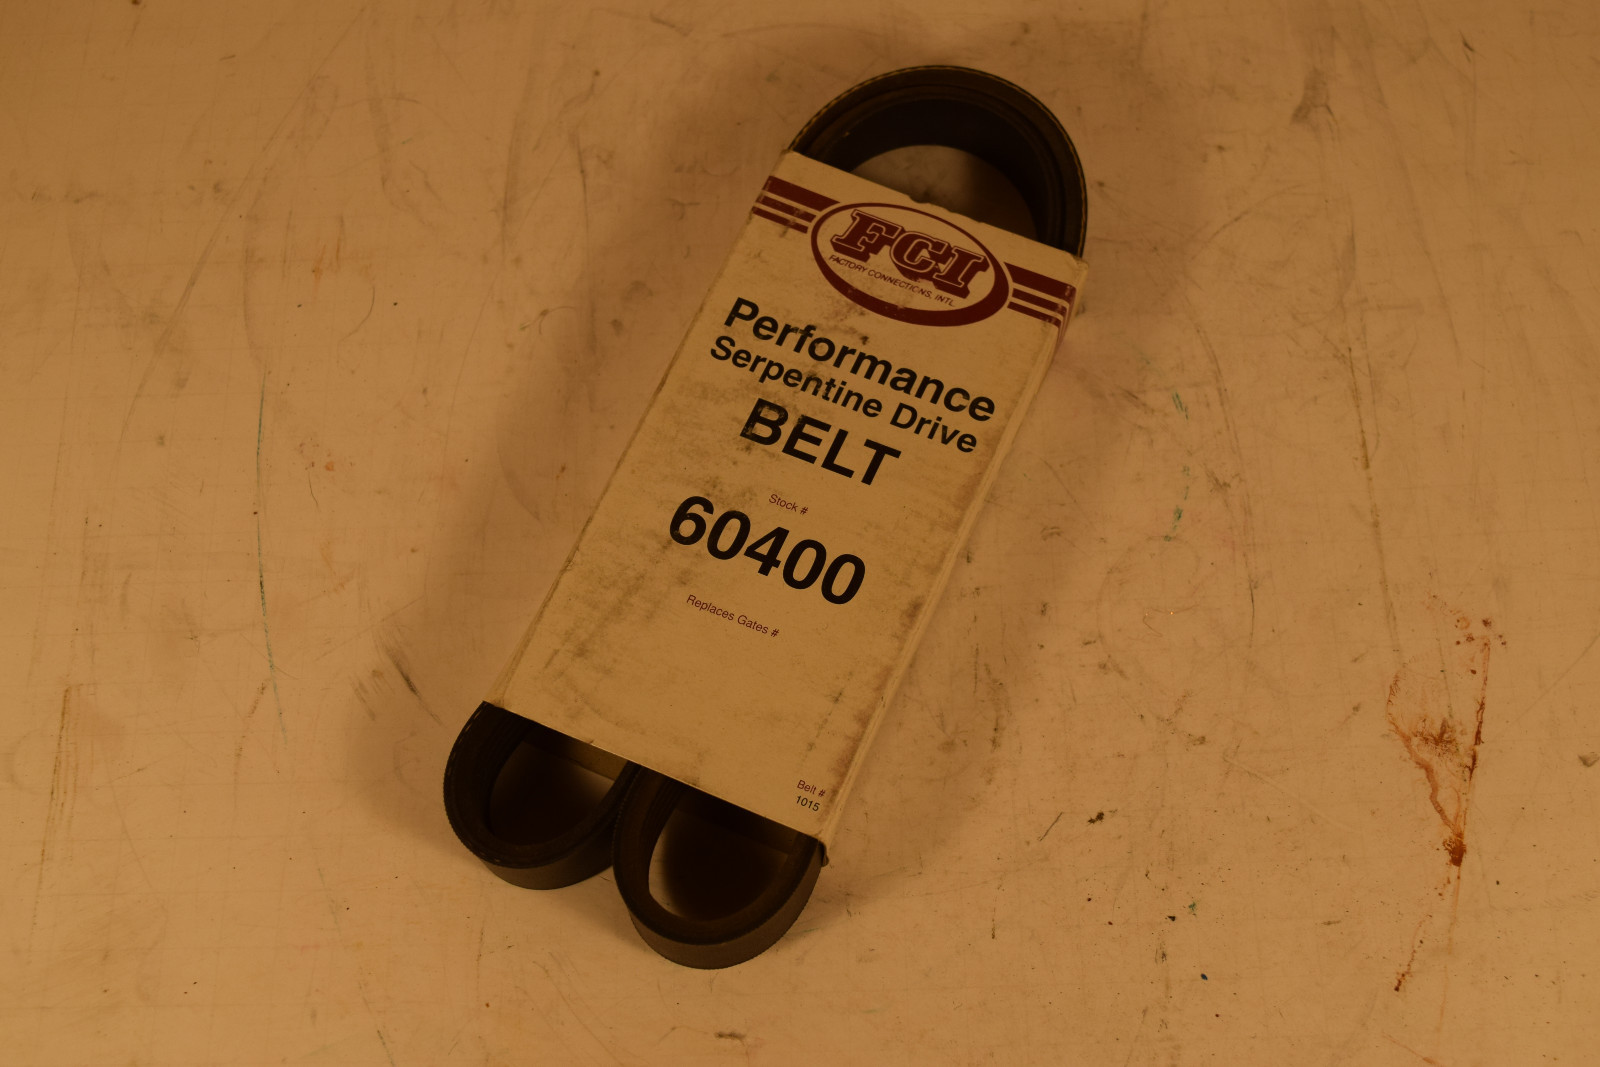 FCI
FACTORY CONNECTIONS, INTL
Performance
Serpentine Drive
BELT
Stock #
60400
Replaces Gates #
Belt #
1015